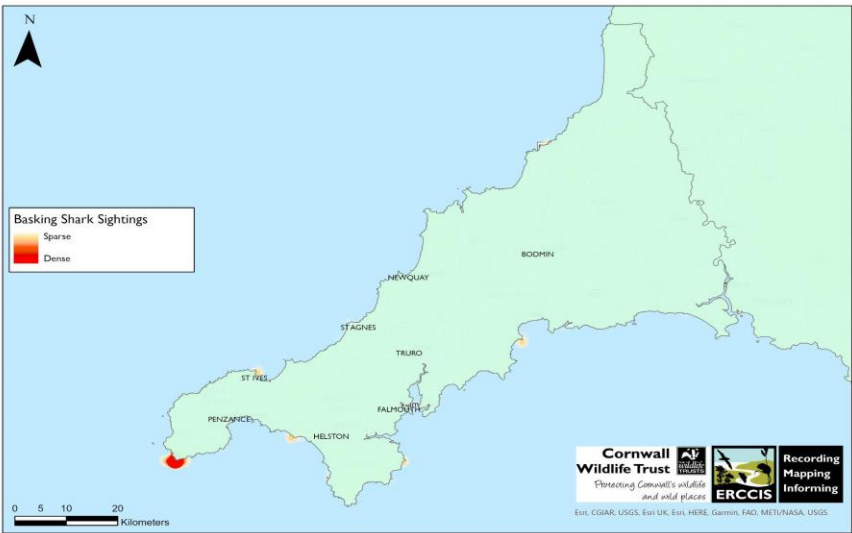 N
Basking Shark Sightings
Sparse
Dense
BODMIN
NEWQUAY
ST AGNES
TRURO
ST IVES
FALMOUTH
PENZANCE
HELSTON
0 5 10 20
Kilometers
Cornwall
Wildlife Trust
wildlife
TRUSTS
Protecting Cornwall's wildlife
and wild places
ERCCIS
Recording
Mapping
Informing
Esri, CGIAR, USGS, Esri UK, Esri, HERE, Garmin, FAO, METI/NASA, USGS